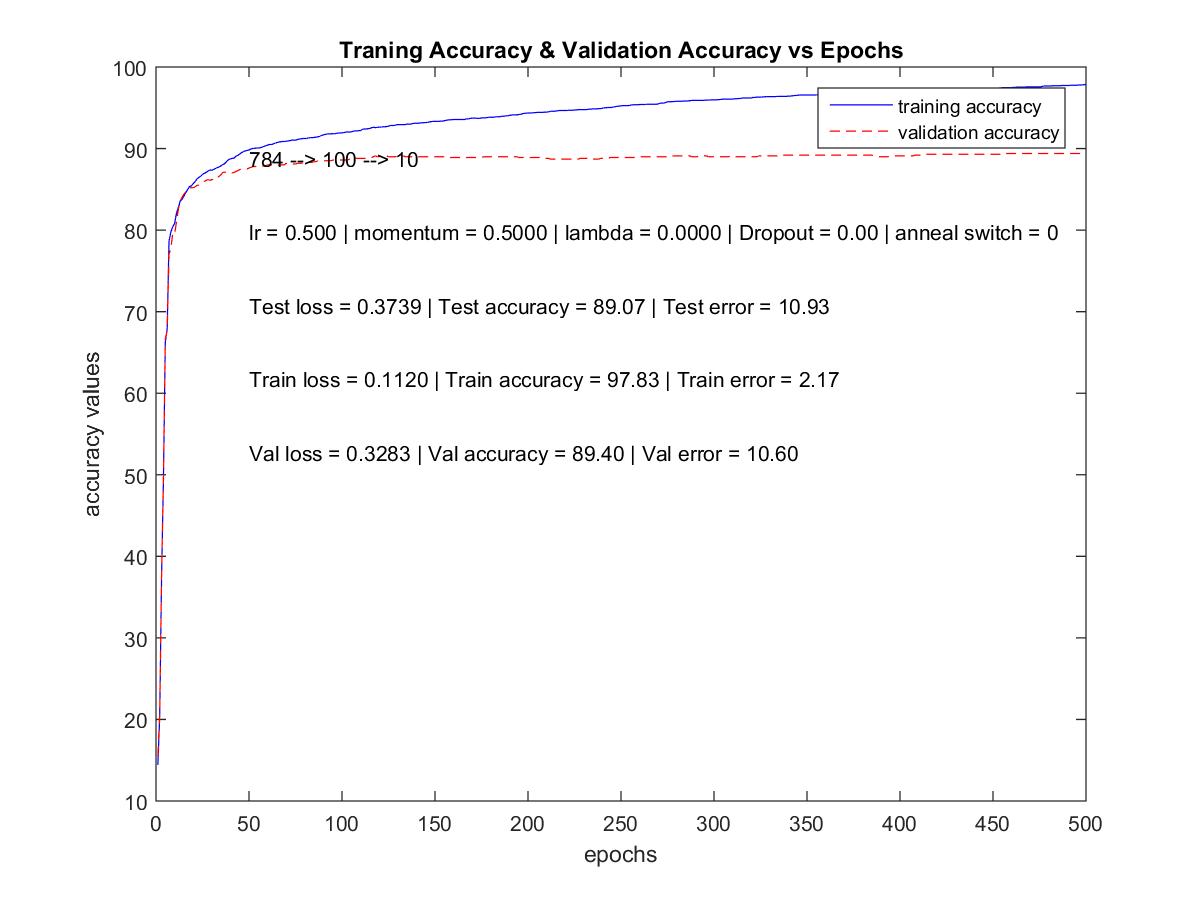 Traning Accuracy & Validation Accuracy vs Epochs
100
90
80
70
60
50
40
30
20
10
accuracy values
training accuracy
validation accuracy
784 --> 100 --> 10
lr = 0.500 | momentum = 0.5000 | lambda = 0.0000 | Dropout = 0.00 | anneal switch = 0
Test loss = 0.3739 | Test accuracy = 89.07 | Test error = 10.93
Train loss = 0.1120 | Train accuracy = 97.83 | Train error = 2.17
Val loss = 0.3283 | Val accuracy = 89.40 | Val error = 10.60
0 50 100 150 200 250 300 350 400 450 500
epochs